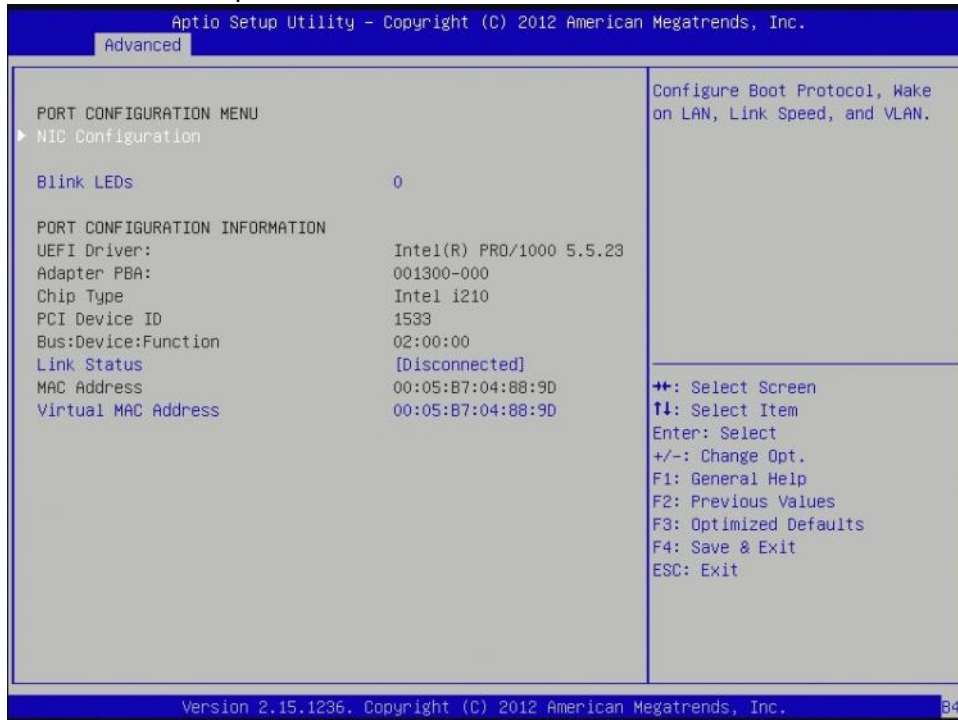 Aptio Setup Utility – Copyright (C) 2012 American Megatrends, Inc.
Advanced
PORT CONFIGURATION MENU
NIC Configuration
Blink LEDs 0
PORT CONFIGURATION INFORMATION
UEFI Driver: Intel(R) PRO/1000 5.5.23
Adapter PBA: 001300-000
Chip Type Intel i210
PCI Device ID 1533
Bus:Device:Function 02:00:00
Link Status [Disconnected]
MAC Address 00:05:B7:04:88:9D
Virtual MAC Address 00:05:B7:04:88:9D
Configure Boot Protocol, Wake
on LAN, Link Speed, and VLAN.
→←: Select Screen
↑↓: Select Item
Enter: Select
+/-: Change Opt.
F1: General Help
F2: Previous Values
F3: Optimized Defaults
F4: Save & Exit
ESC: Exit
Version 2.15.1236. Copyright (C) 2012 American Megatrends, Inc.
B4